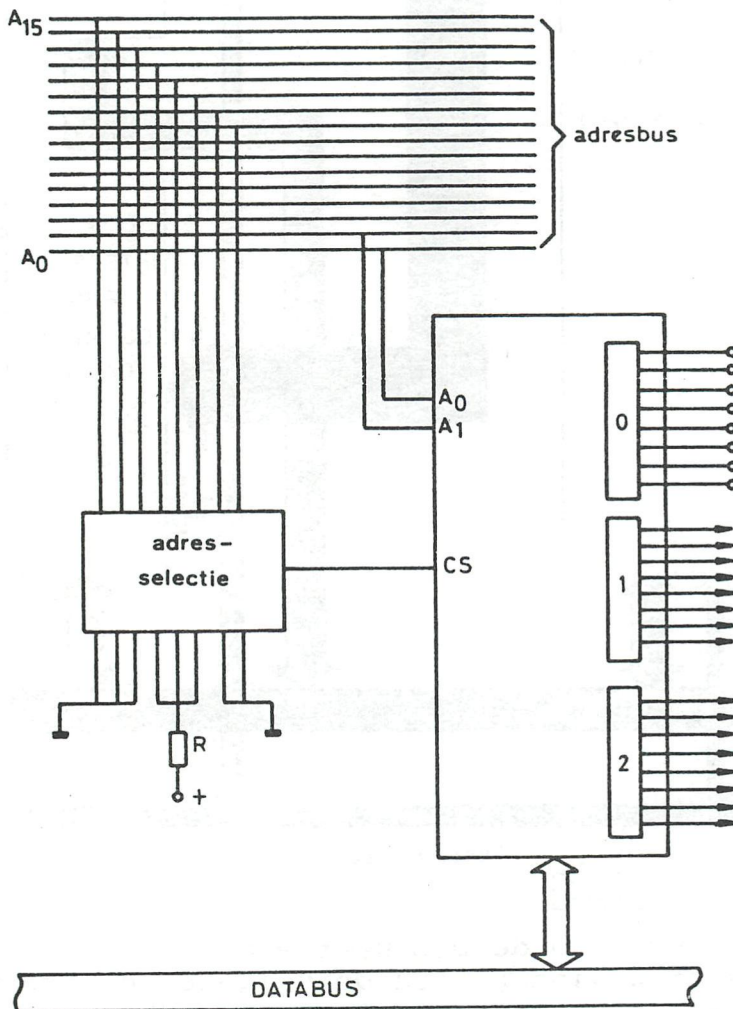 A15
adresbus
A0
A0
A1
0
adres-
selectie
CS
1
R
+
2
DATABUS